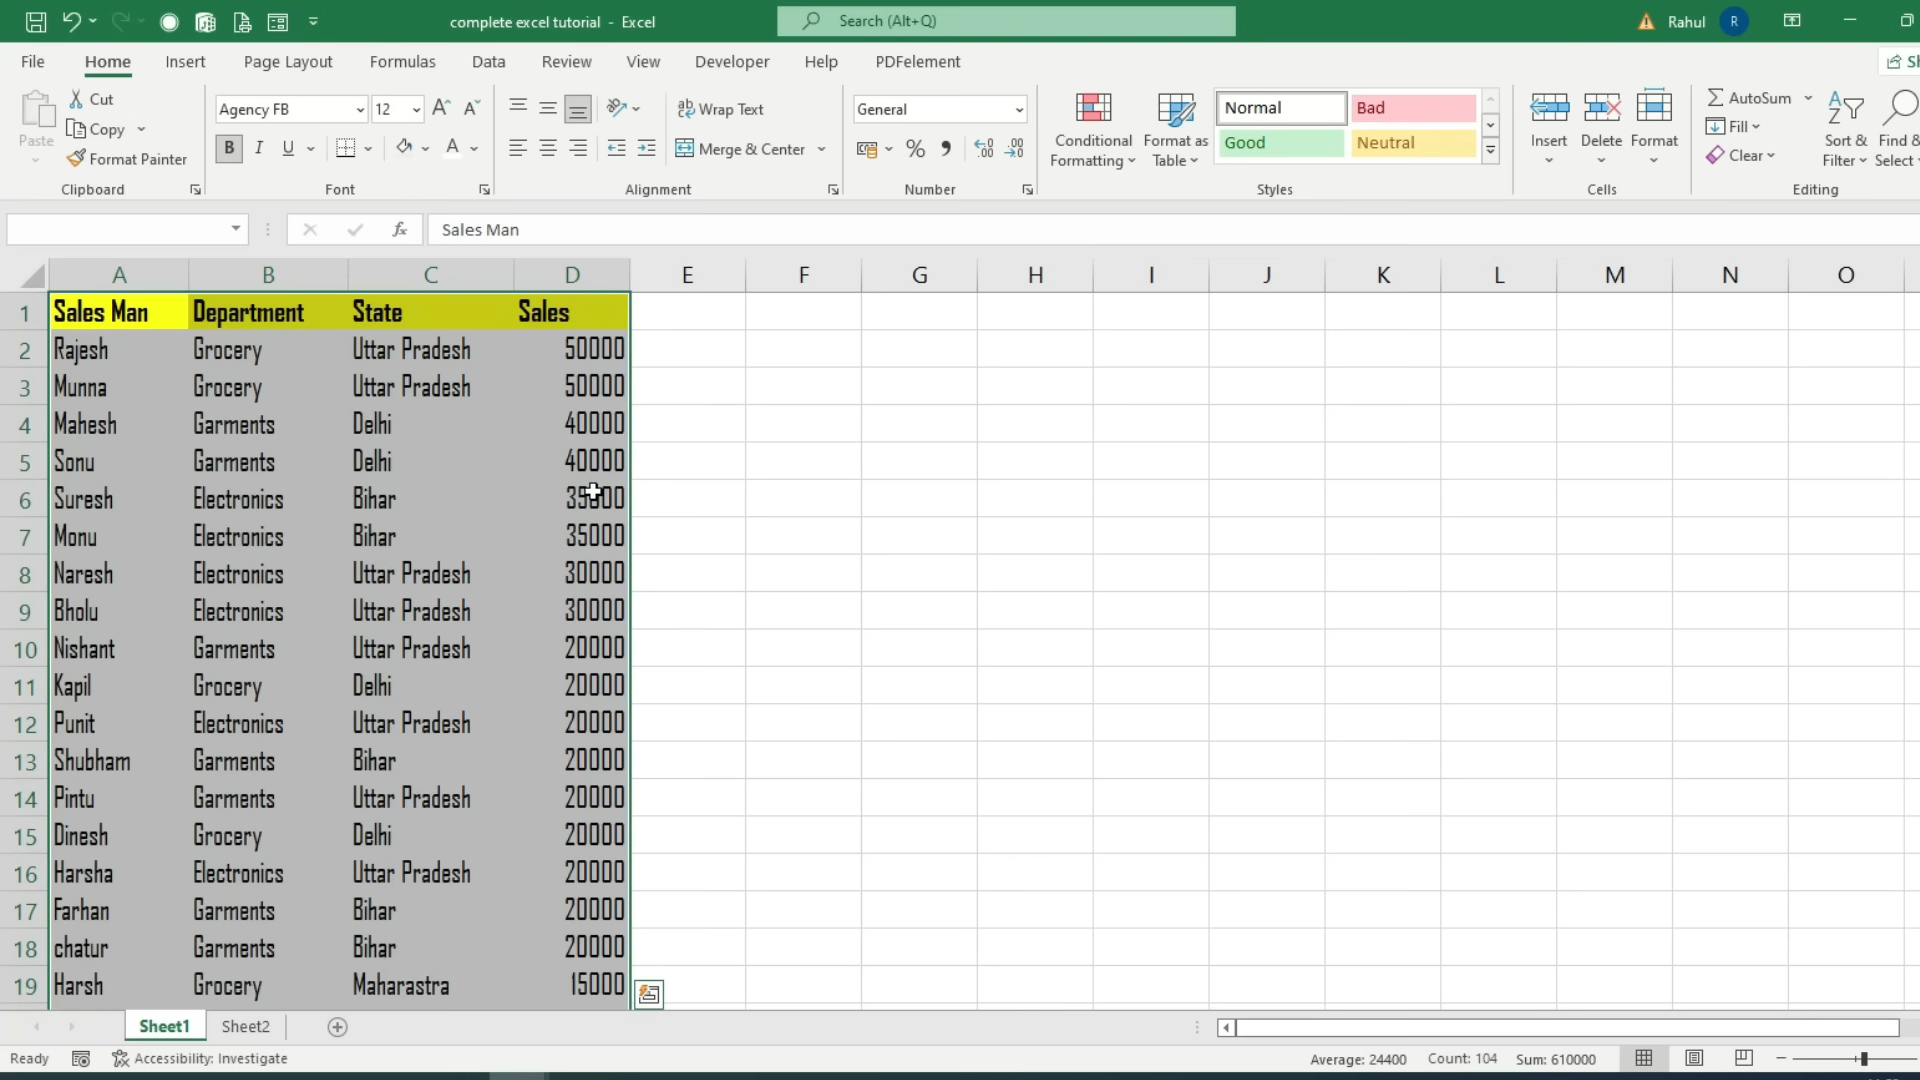 complete excel tutorial - Excel
Search (Alt+Q)
Rahul
R
File Home Insert Page Layout Formulas Data Review View Developer Help PDFelement
Paste
Cut
Copy
Format Painter
Clipboard
Agency FB 12 A^ A
B I U A
Font
ab Wrap Text
Merge & Center
Alignment
General
%
Number
Conditional Formatting
Format as Table
Normal Bad
Good Neutral
Styles
Insert Delete Format
Cells
AutoSum
Fill
Clear
Sort & Filter
Find & Select
Editing
fx Sales Man
A B C D E F G H I J K L M N O
1 Sales Man Department State Sales
2 Rajesh Grocery Uttar Pradesh 50000
3 Munna Grocery Uttar Pradesh 50000
4 Mahesh Garments Delhi 40000
5 Sonu Garments Delhi 40000
6 Suresh Electronics Bihar 35000
7 Monu Electronics Bihar 35000
8 Naresh Electronics Uttar Pradesh 30000
9 Bholu Electronics Uttar Pradesh 30000
10 Nishant Garments Uttar Pradesh 20000
11 Kapil Grocery Delhi 20000
12 Punit Electronics Uttar Pradesh 20000
13 Shubham Garments Bihar 20000
14 Pintu Garments Uttar Pradesh 20000
15 Dinesh Grocery Delhi 20000
16 Harsha Electronics Uttar Pradesh 20000
17 Farhan Garments Bihar 20000
18 chatur Garments Bihar 20000
19 Harsh Grocery Maharastra 15000
Sheet1 Sheet2
Ready Accessibility: Investigate Average: 24400 Count: 104 Sum: 610000